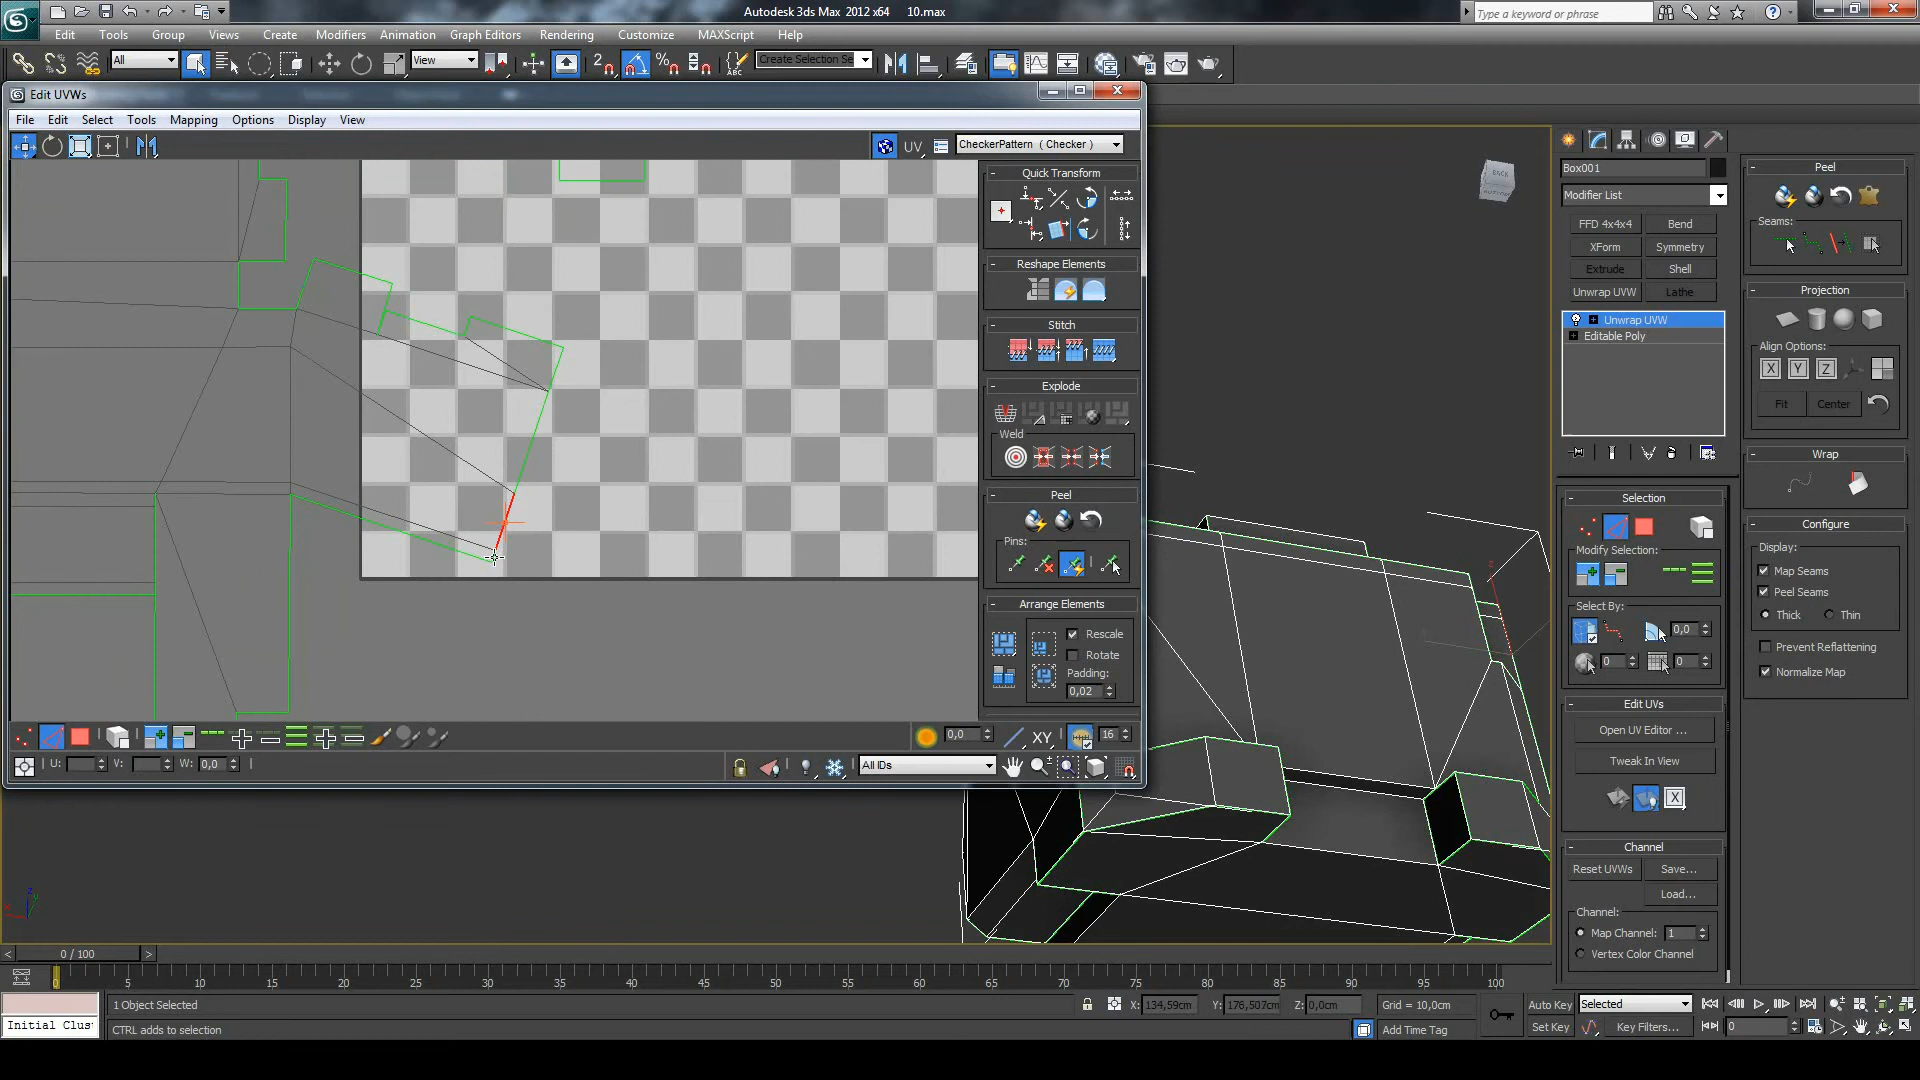 Autodesk 3ds Max 2012 x64 10.max
Type a keyword or phrase
Edit Tools Group Views Create Modifiers Animation Graph Editors Rendering Customize MAXScript Help
All View Create Selection Se
Edit UVWs
File Edit Select Tools Mapping Options Display View
UV CheckerPattern ( Checker )
Quick Transform
Reshape Elements
Stitch
Explode
Weld
Peel
Pins:
Arrange Elements
Rescale
Rotate
Padding:
0,02
0,0 XY 16
U: V: W: 0,0 All IDs
BACK
Box001
Modifier List
FFD 4x4x4 Bend
XForm Symmetry
Extrude Shell
Unwrap UVW Lathe
Unwrap UVW
Editable Poly
Selection
Modify Selection:
Select By:
0,0
0 0
Edit UVs
Open UV Editor ...
Tweak In View
Channel
Reset UVWs Save...
Load...
Channel:
Map Channel: 1
Vertex Color Channel
Peel
Seams:
Projection
Align Options:
X Y Z
Fit Center
Wrap
Configure
Display:
Map Seams
Peel Seams
Thick Thin
Prevent Reflattening
Normalize Map
0 / 100
0 5 10 15 20 25 30 35 40 45 50 55 60 65 70 75 80 85 90 95 100
1 Object Selected X: 134,59cm Y: 176,507cm Z: 0,0cm Grid = 10,0cm Auto Key Selected
Initial Clus CTRL adds to selection Add Time Tag Set Key Key Filters... 0